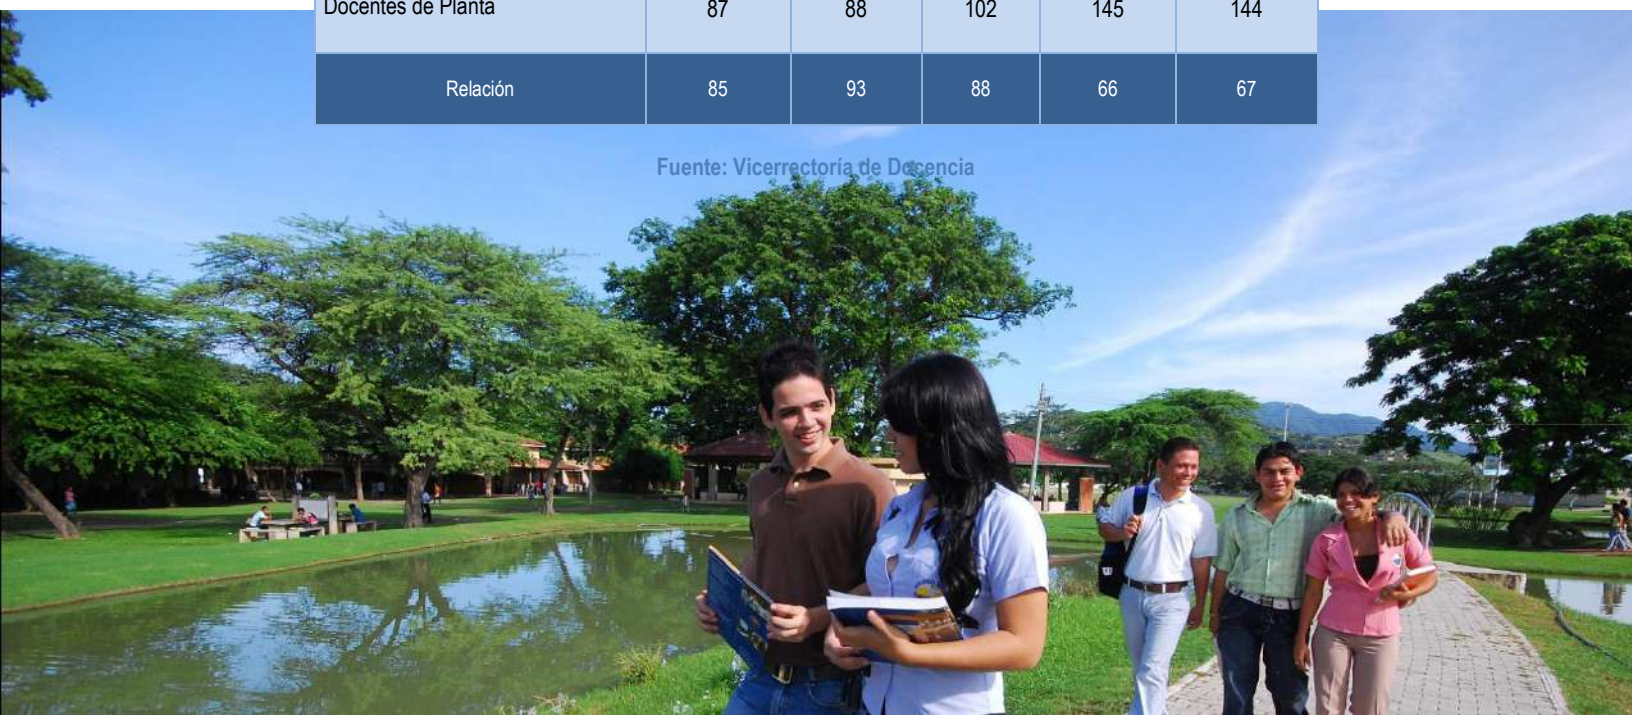 Docentes de Planta 87 88 102 145 144
Relación 85 93 88 66 67
Fuente: Vicerrectoría de Docencia